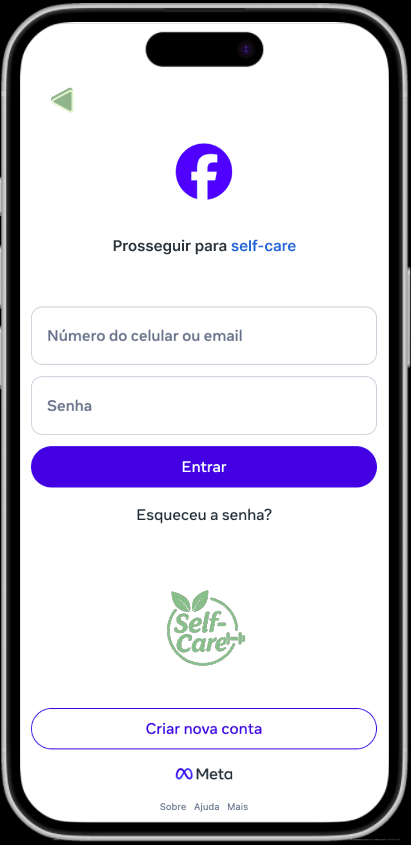 Prosseguir para self-care
Número do celular ou email
Senha
Entrar
Esqueceu a senha?
Self-
Care
Criar nova conta
Meta
Sobre Ajuda Mais